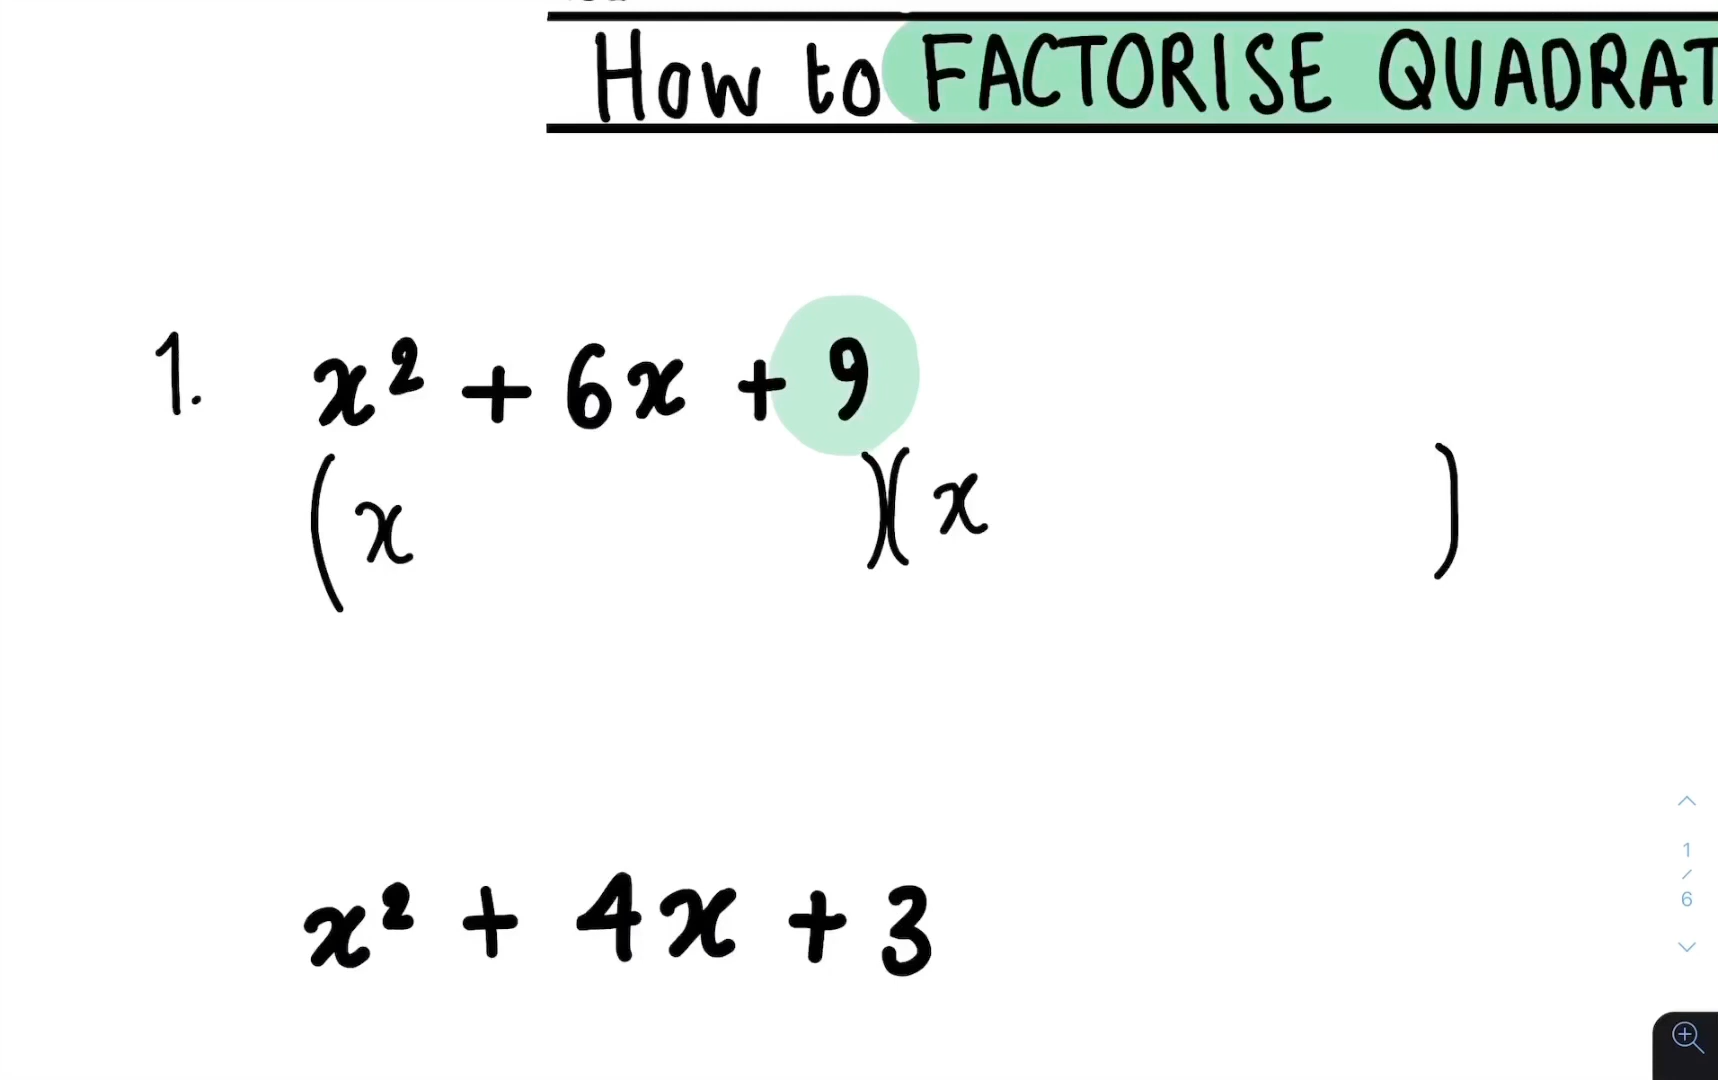 How to FACTORISE QUADRAT
1. x² + 6x + 9
(x )(x )
x² + 4x + 3
1
/
6